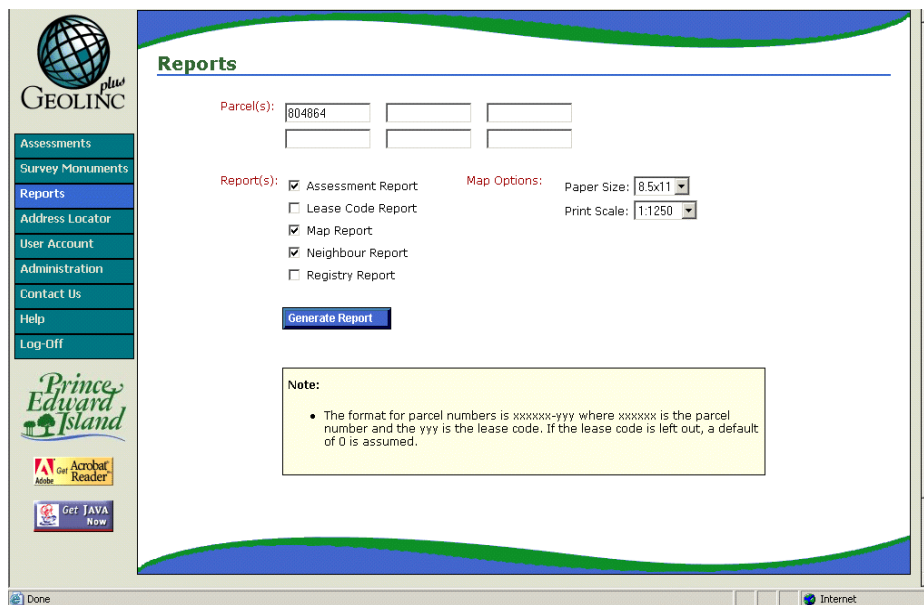 plus
GEOLINC
Assessments
Survey Monuments
Reports
Address Locator
User Account
Administration
Contact Us
Help
Log-Off
Prince
Edward
Island
Adobe
Get Acrobat
Reader
Get JAVA
Now
Reports
Parcel(s):
804864
Report(s):
Assessment Report
Lease Code Report
Map Report
Neighbour Report
Registry Report
Map Options:
Paper Size: 8.5x11
Print Scale: 1:1250
Generate Report
Note:
• The format for parcel numbers is xxxxxx-yyy where xxxxxx is the parcel
number and the yyy is the lease code. If the lease code is left out, a default
of 0 is assumed.
Done
Internet